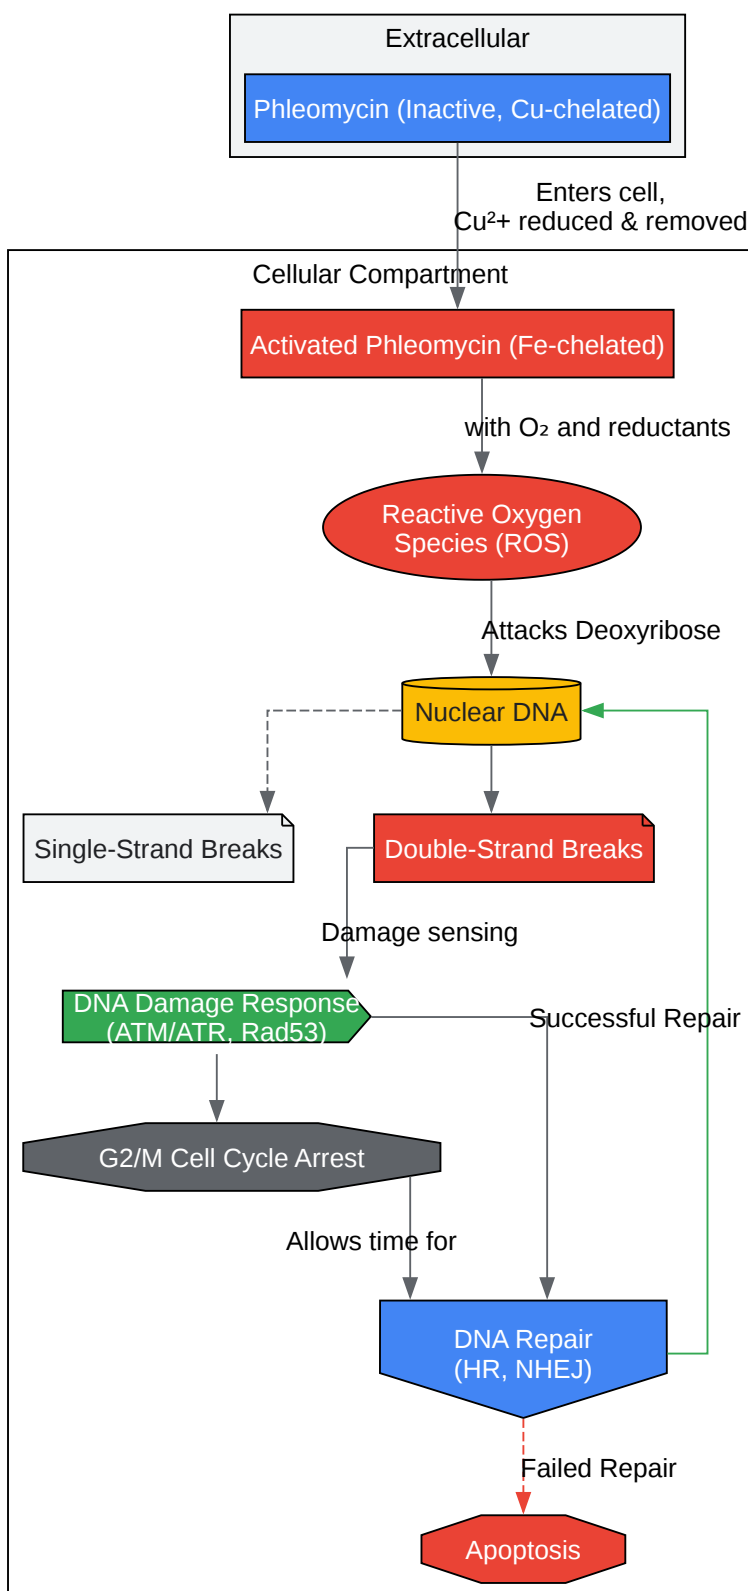 Extracellular
Phleomycin (Inactive, Cu-chelated)
Enters cell,
Cu²+ reduced & removed
Cellular Compartment
Activated Phleomycin (Fe-chelated)
with O₂ and reductants
Reactive Oxygen
Species (ROS)
Attacks Deoxyribose
Nuclear DNA
Single-Strand Breaks
Double-Strand Breaks
Damage sensing
DNA Damage Response
(ATM/ATR, Rad53)
Successful Repair
G2/M Cell Cycle Arrest
Allows time for
DNA Repair
(HR, NHEJ)
Failed Repair
Apoptosis